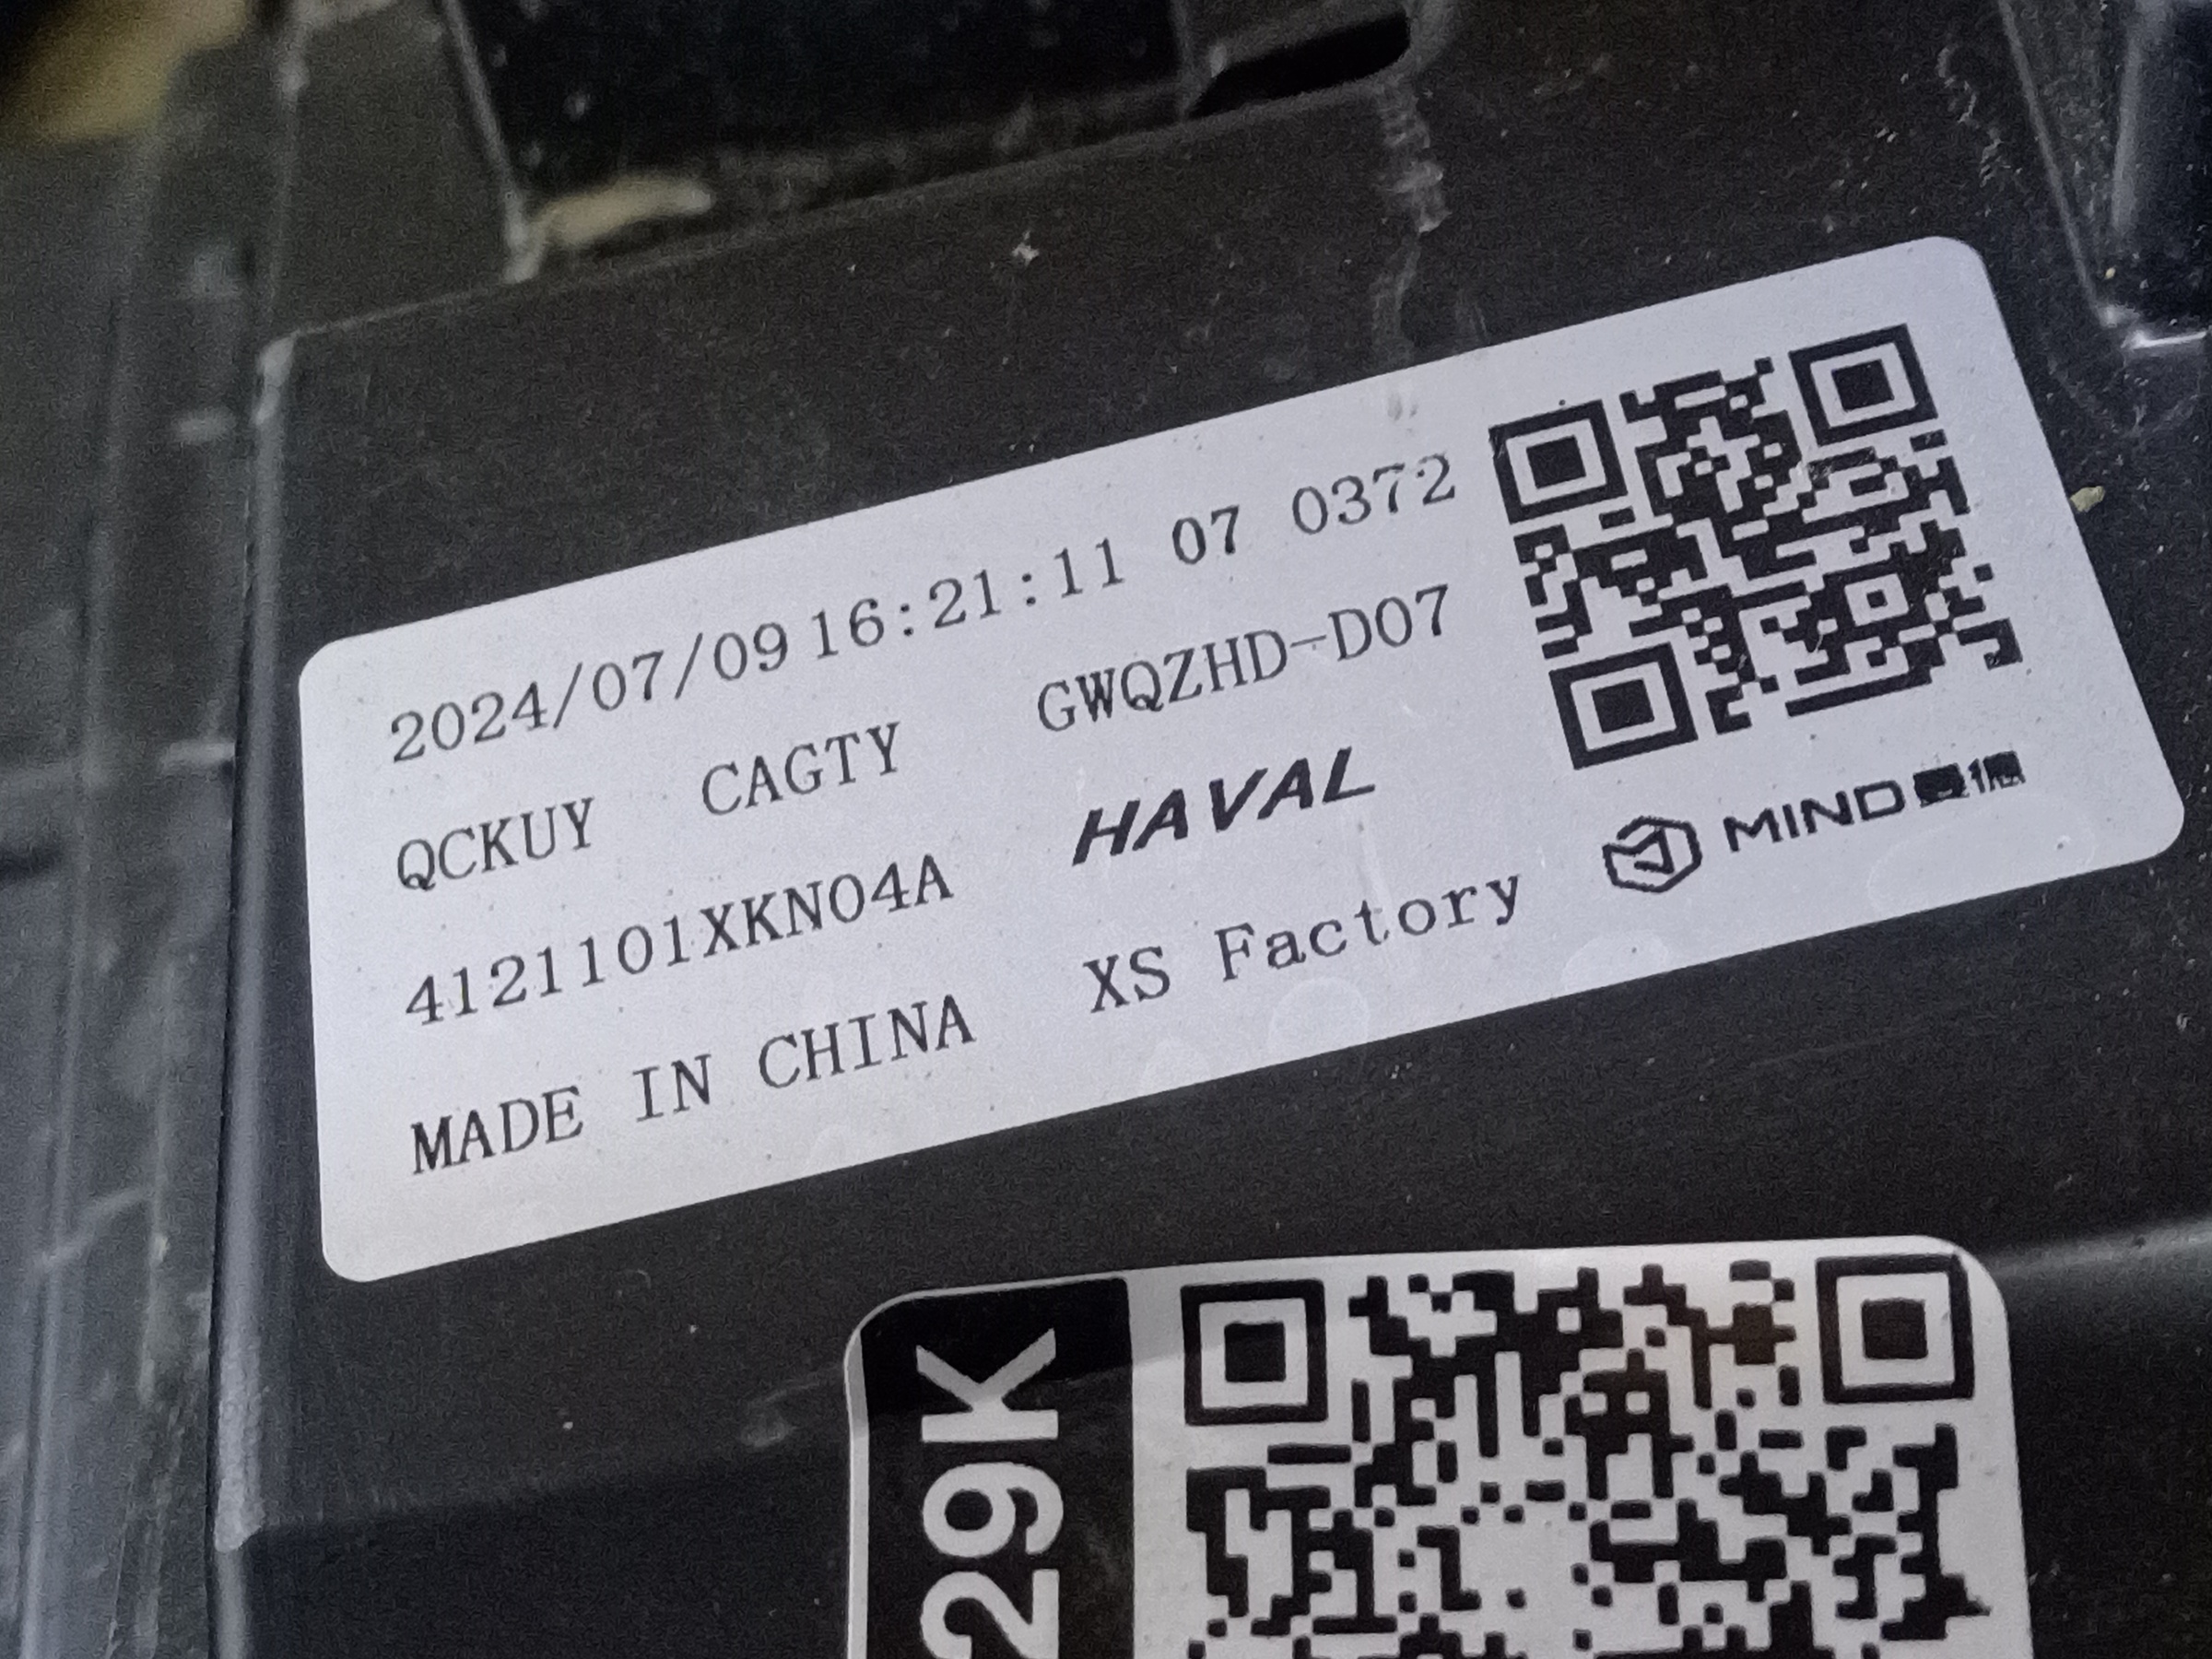 2024/07/09 16:21:11 07 0372
QCKUY CAGTY GWQZHD-D07
4121101XKN04A HAVAL
MADE IN CHINA XS Factory MIND
29K